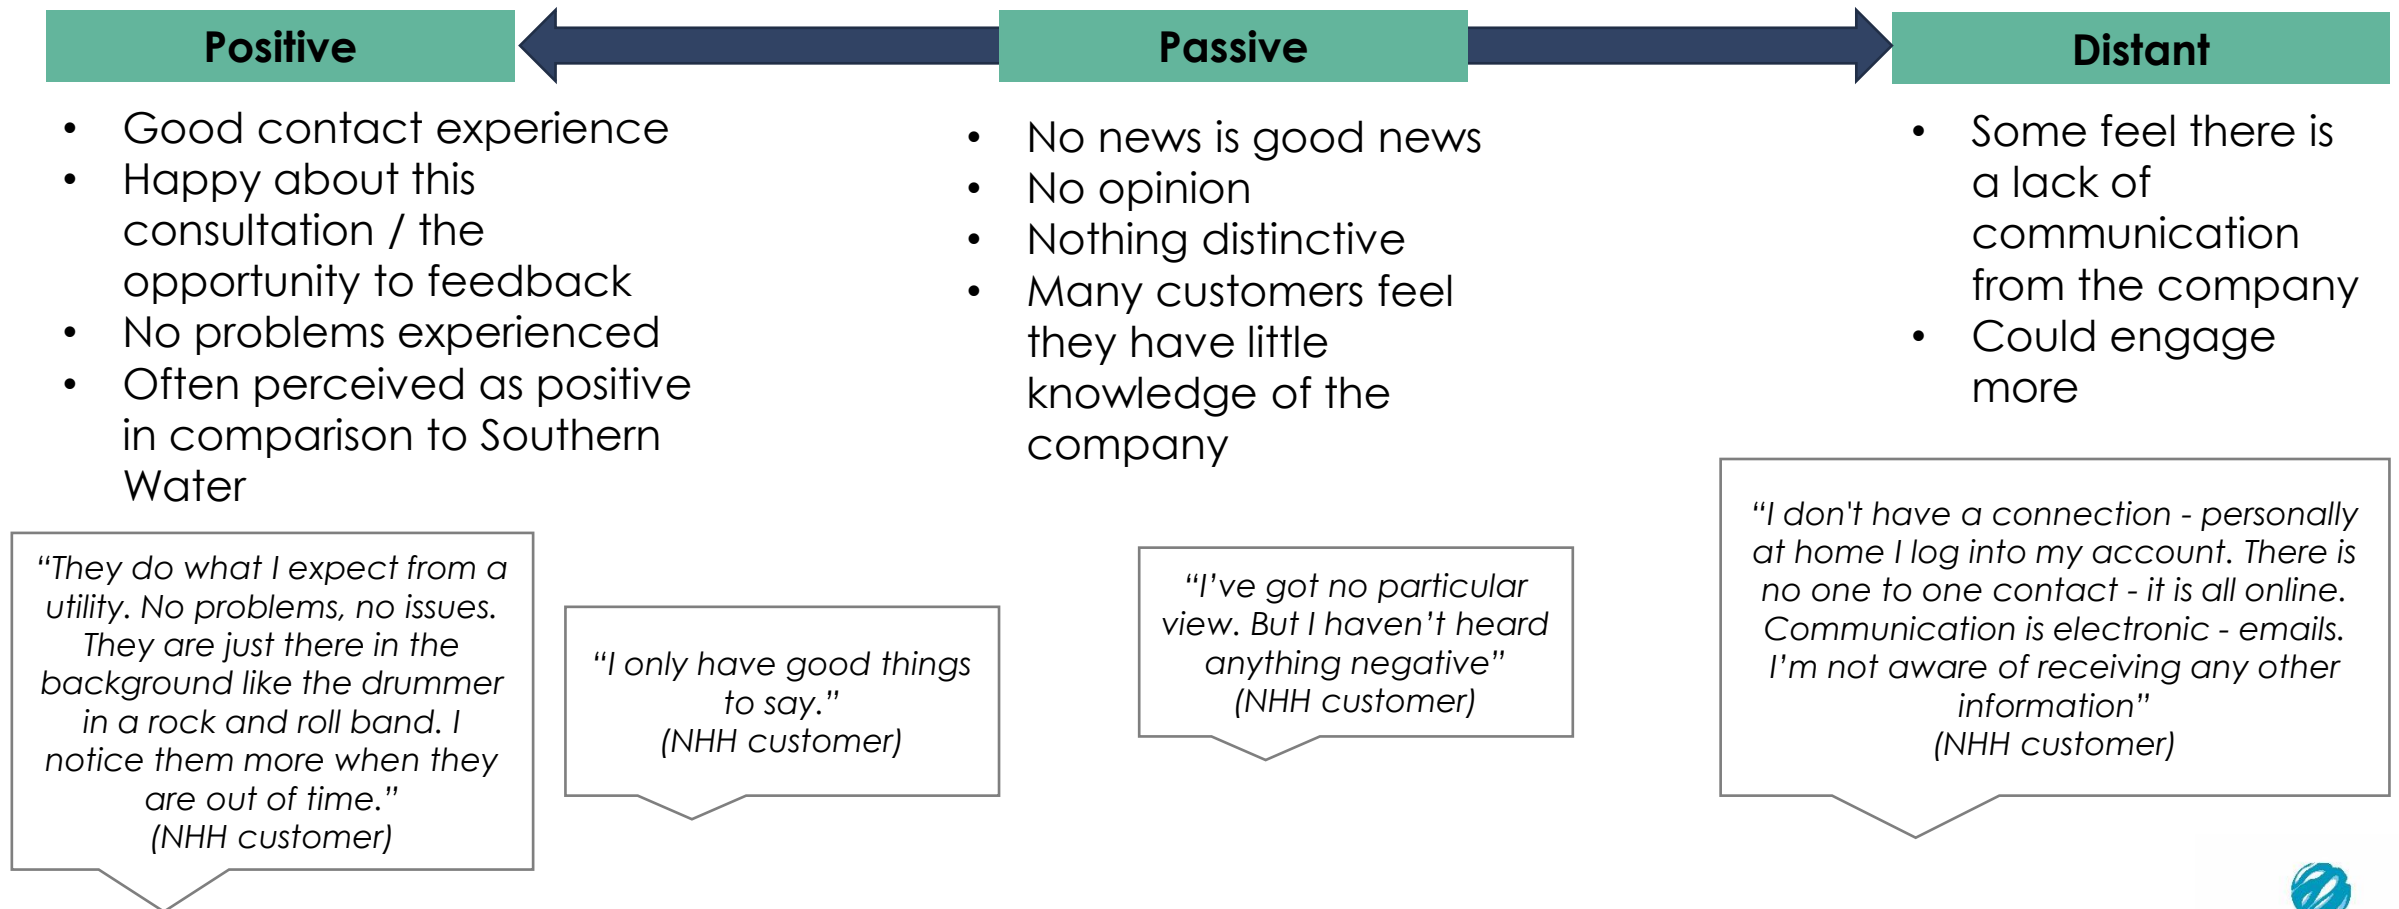 Positive
Passive
Distant
• Good contact experience
• Happy about this
consultation / the
opportunity to feedback
• No problems experienced
• Often perceived as positive
in comparison to Southern
Water
• No news is good news
• No opinion
• Nothing distinctive
• Many customers feel
they have little
knowledge of the
company
• Some feel there is
a lack of
communication
from the company
• Could engage
more
“They do what I expect from a
utility. No problems, no issues.
They are just there in the
background like the drummer
in a rock and roll band. I
notice them more when they
are out of time.”
(NHH customer)
“I only have good things
to say.”
(NHH customer)
“I’ve got no particular
view. But I haven’t heard
anything negative”
(NHH customer)
“I don't have a connection - personally
at home I log into my account. There is
no one to one contact - it is all online.
Communication is electronic - emails.
I’m not aware of receiving any other
information”
(NHH customer)